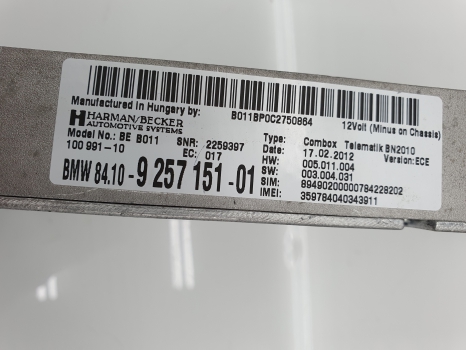 B011BP0C2750864
Manufactured in Hungary by:
12Volt (Minus on Chassis)
HARMAN/BECKER
AUTOMOTIVE SYSTEMS
Type: Combox Telematik BN2010
Model No.: BE B011
SNR: 2259397
Date: 17.02.2012
Version: ECE
100 991-10
EC: 017
HW: 005.011.004
SW: 003.004.031
BMW 84.10-9 257 151-01
SIM: 89490200000784228202
IMEI: 359784040343911